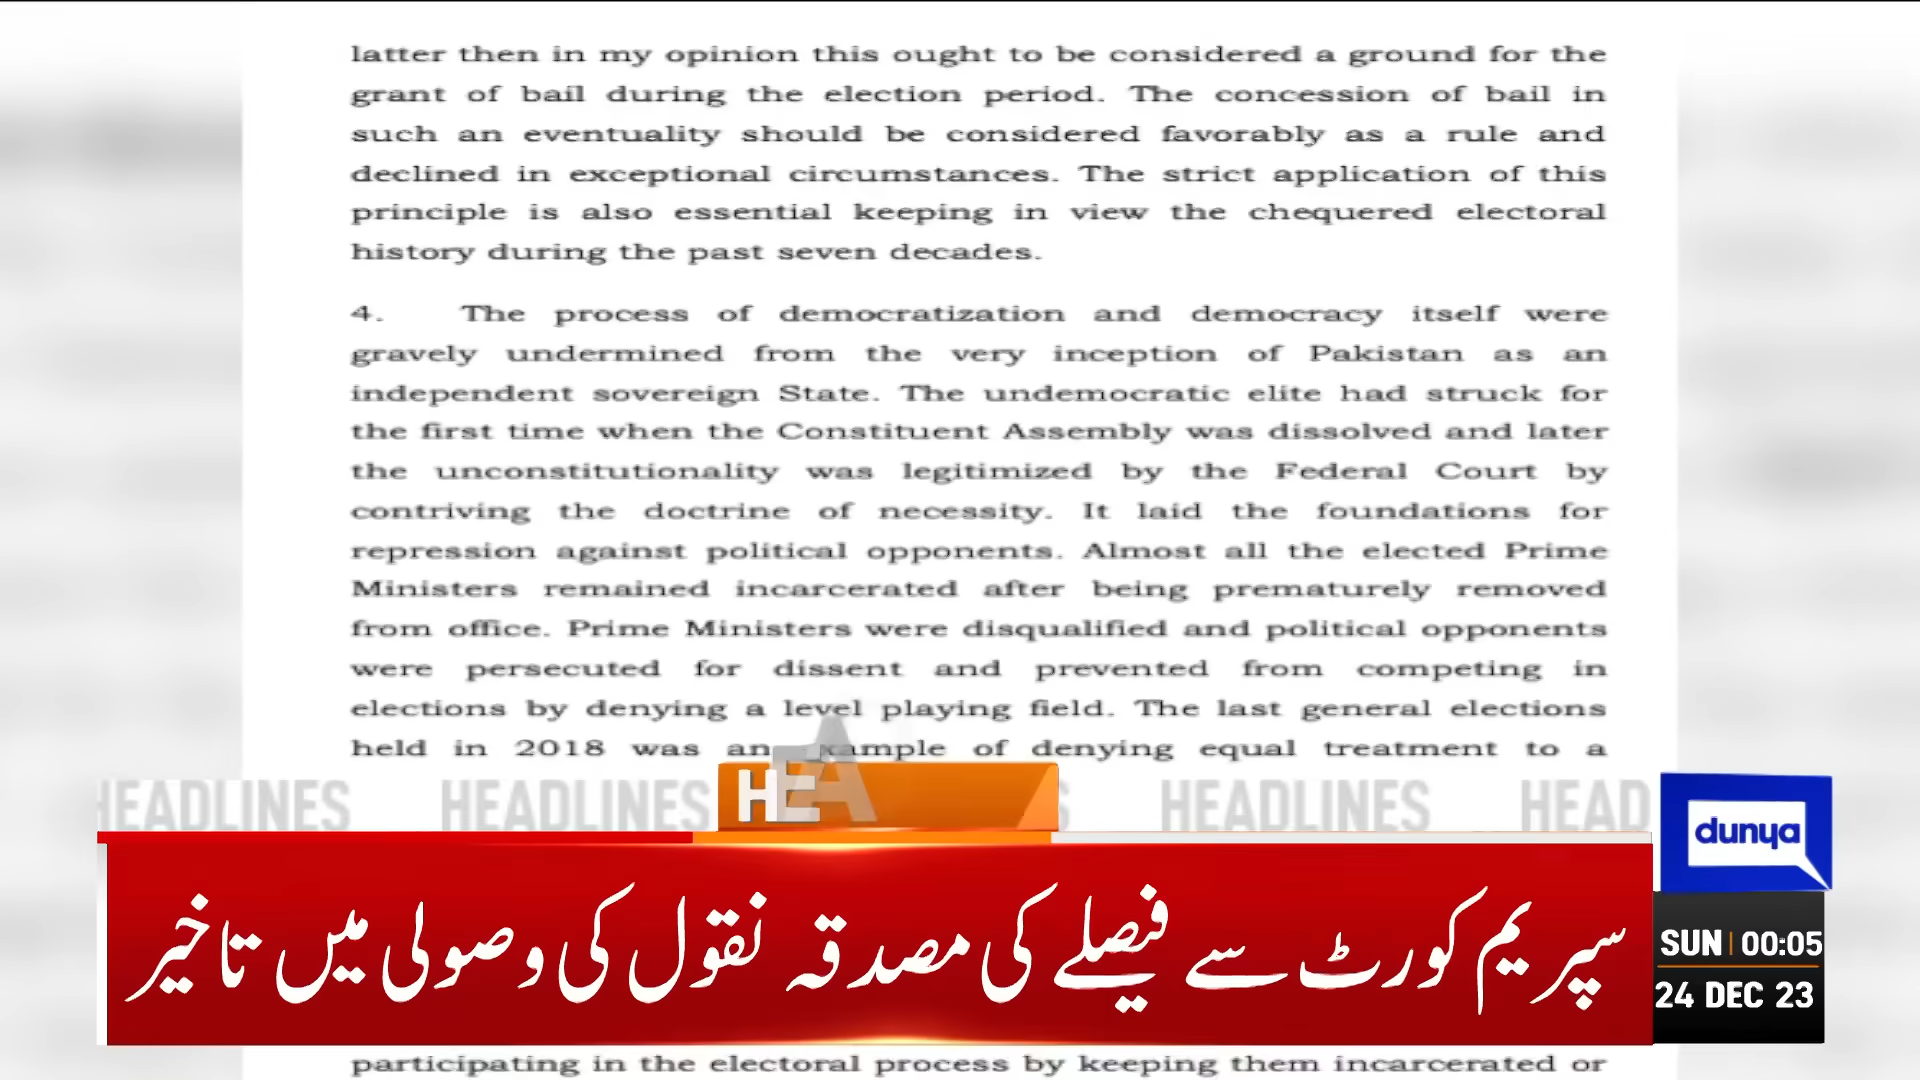 latter then in my opinion this ought to be considered a ground for the
grant of bail during the election period. The concession of bail in
such an eventuality should be considered favorably as a rule and
declined in exceptional circumstances. The strict application of this
principle is also essential keeping in view the chequered electoral
history during the past seven decades.
4. The process of democratization and democracy itself were
gravely undermined from the very inception of Pakistan as an
independent sovereign State. The undemocratic elite had struck for
the first time when the Constituent Assembly was dissolved and later
the unconstitutionality was legitimized by the Federal Court by
contriving the doctrine of necessity. It laid the foundations for
repression against political opponents. Almost all the elected Prime
Ministers remained incarcerated after being prematurely removed
from office. Prime Ministers were disqualified and political opponents
were persecuted for dissent and prevented from competing in
elections by denying a level playing field. The last general elections
held in 2018 was an example of denying equal treatment to a
HEADLINES HEADLINES HEA HEADLINES HEAD
dunya
سپریم کورٹ سے فیصلے کی مصدقہ نقول کی وصولی میں تاخیر
SUN 00:05
24 DEC 23
participating in the electoral process by keeping them incarcerated or